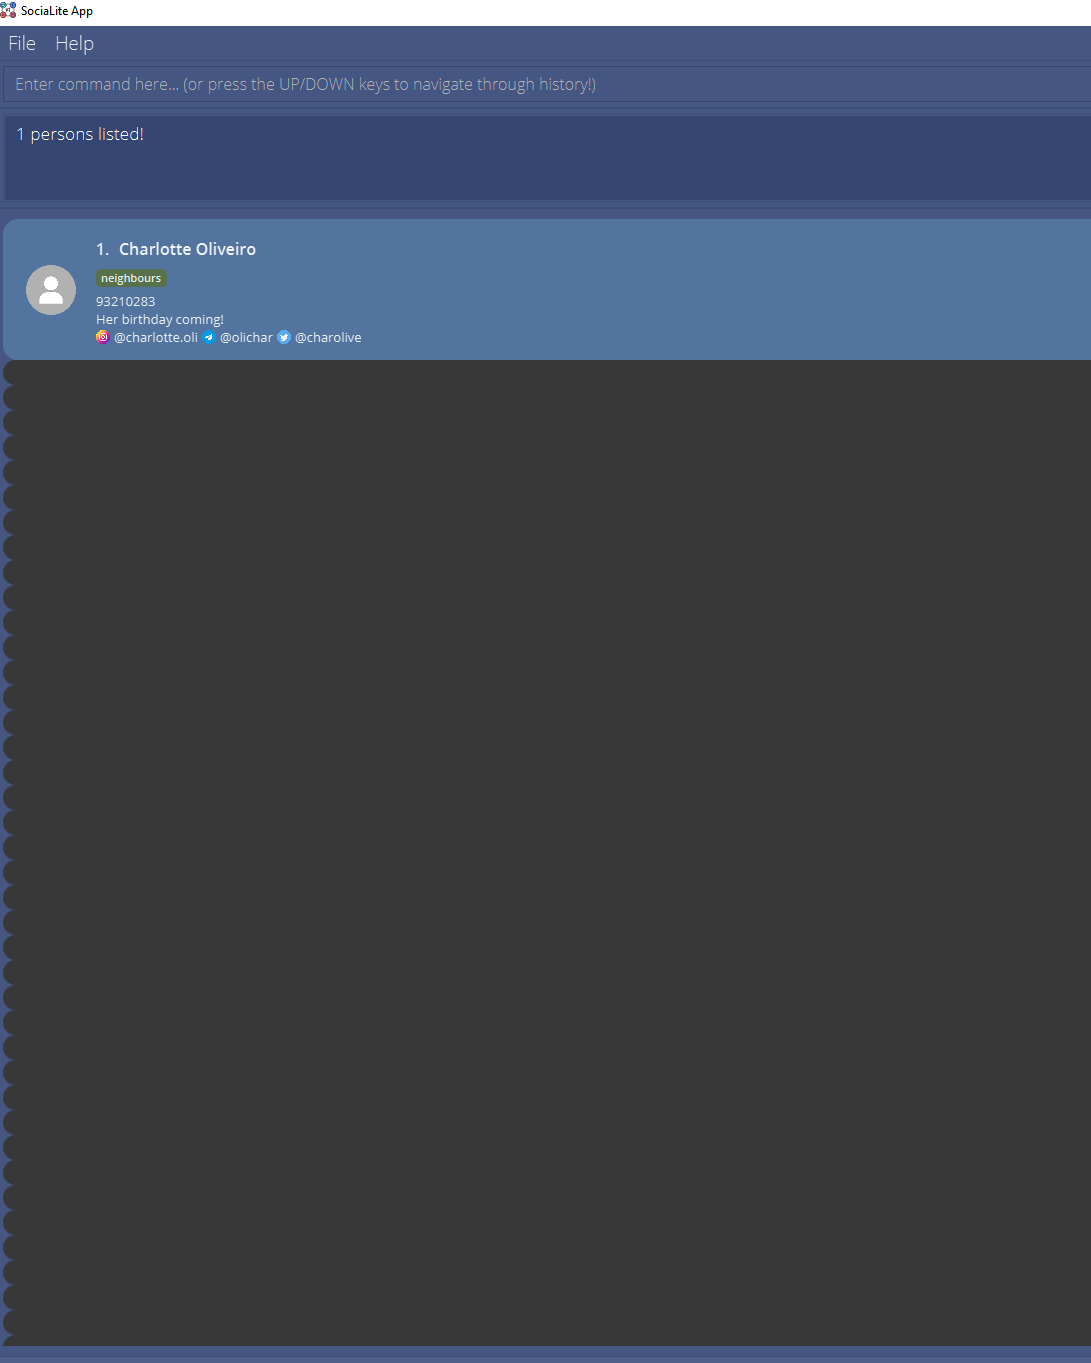 SociaLite App
File Help
Enter command here... (or press the UP/DOWN keys to navigate through history!)
1 persons listed!
1. Charlotte Oliveiro
neighbours
93210283
Her birthday coming!
@charlotte.oli @olichar @charolive